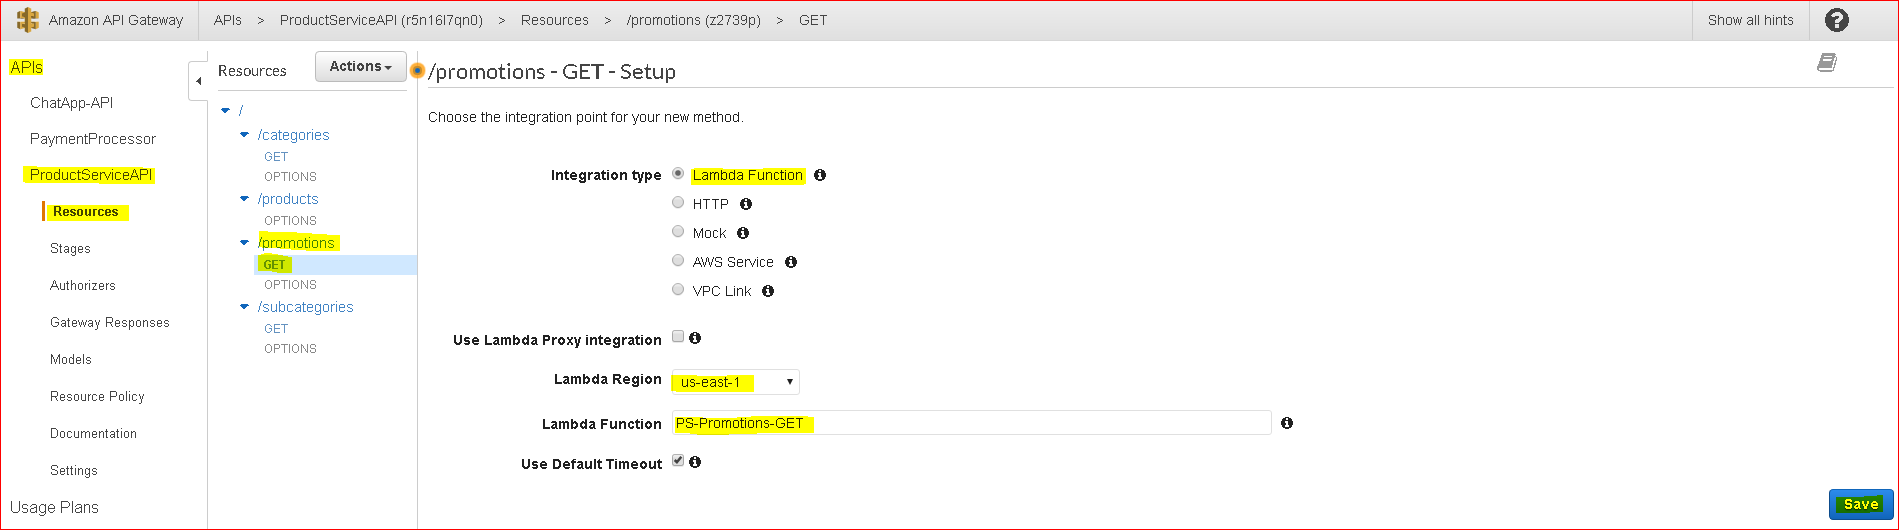 Amazon API Gateway APIs > ProductServiceAPI (r5n16l7qn0) > Resources > /promotions (z2739p) > GET Show all hints ?
APIs
ChatApp-API
PaymentProcessor
ProductServiceAPI
Resources
Stages
Authorizers
Gateway Responses
Models
Resource Policy
Documentation
Settings
Usage Plans
Resources Actions
/
/categories
GET
OPTIONS
/products
OPTIONS
/promotions
GET
OPTIONS
/subcategories
GET
OPTIONS
/promotions - GET - Setup
Choose the integration point for your new method.
Integration type Lambda Function
HTTP
Mock
AWS Service
VPC Link
Use Lambda Proxy integration
Lambda Region us-east-1
Lambda Function PS-Promotions-GET
Use Default Timeout
Save